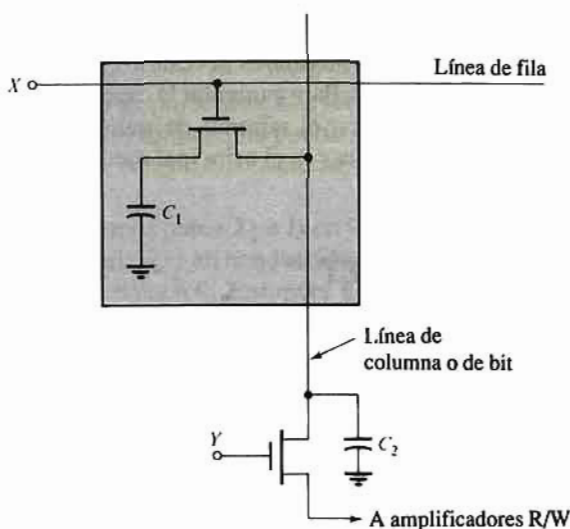 X
Línea de fila
C1
Línea de
columna o de bit
Y
C2
A amplificadores R/W